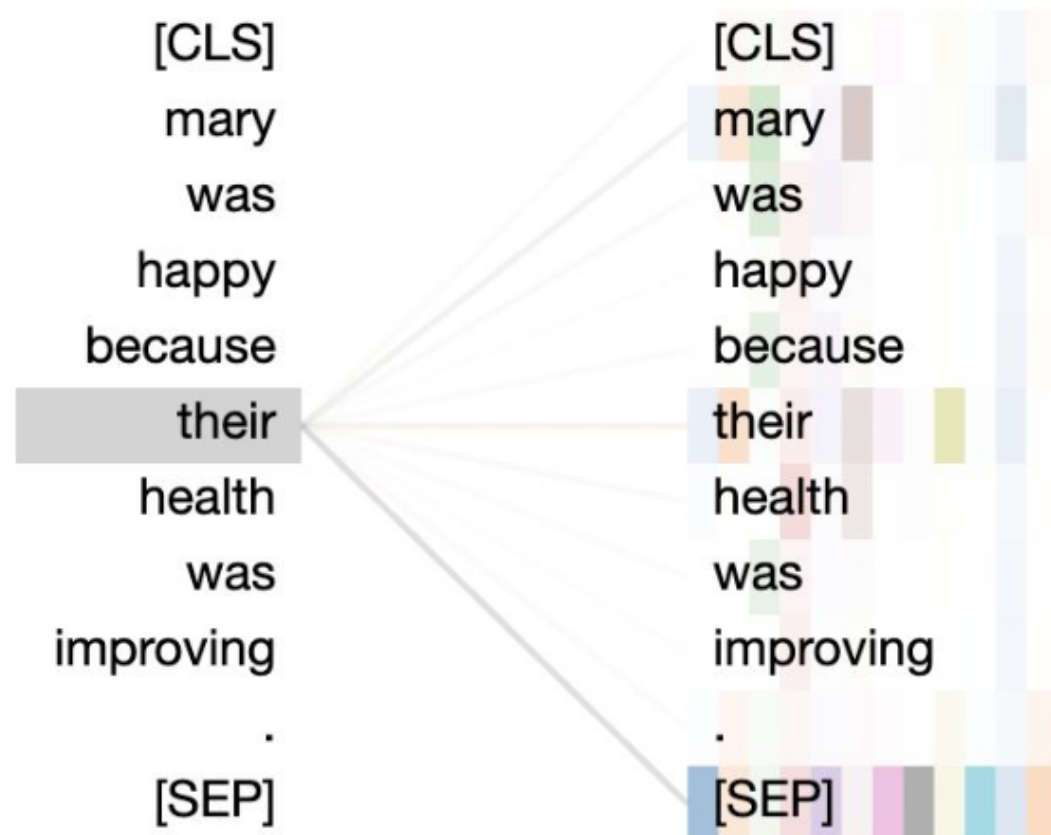 [CLS] [CLS]
mary mary
was was
happy happy
because because
their their
health health
was was
improving improving
. .
[SEP] [SEP]